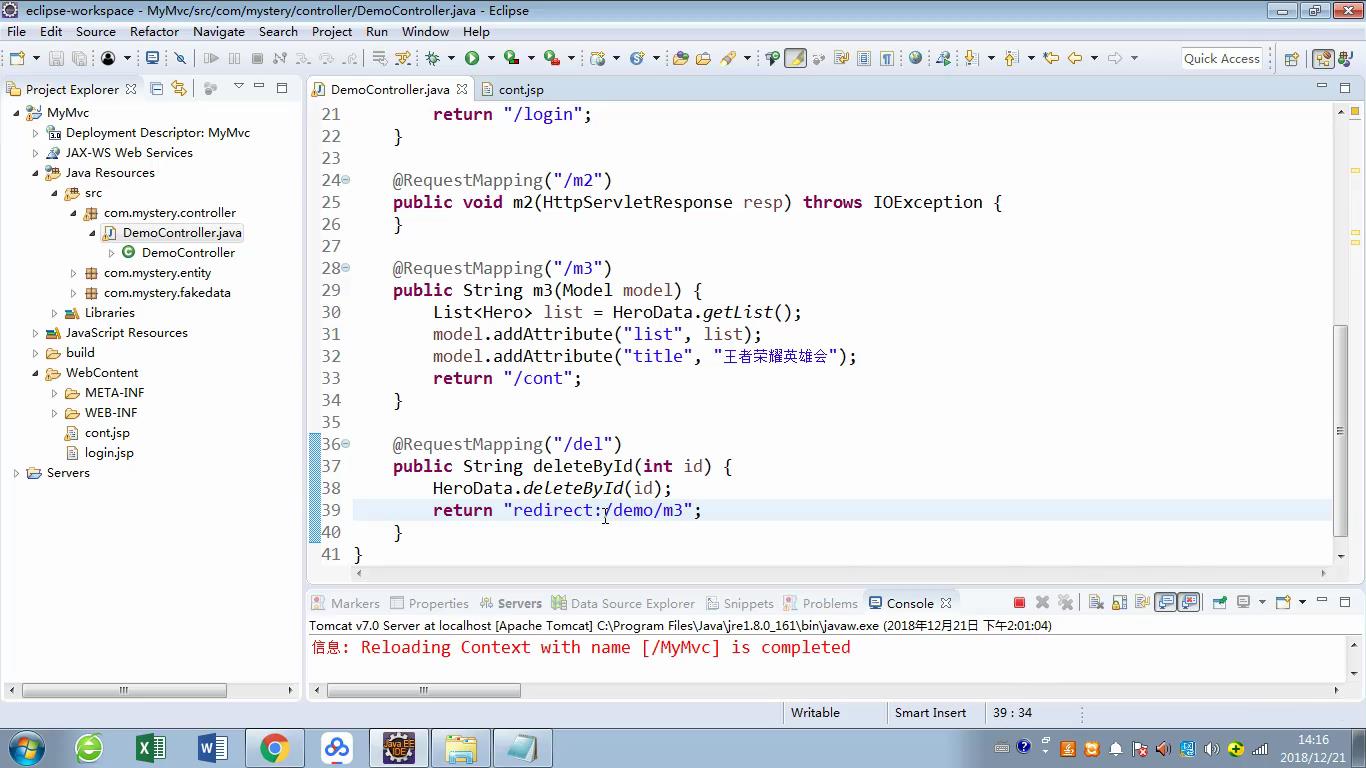 eclipse-workspace - MyMvc/src/com/mystery/controller/DemoController.java - Eclipse
File Edit Source Refactor Navigate Search Project Run Window Help
Quick Access
Project Explorer
MyMvc
Deployment Descriptor: MyMvc
JAX-WS Web Services
Java Resources
src
com.mystery.controller
DemoController.java
DemoController
com.mystery.entity
com.mystery.fakedata
Libraries
JavaScript Resources
build
WebContent
META-INF
WEB-INF
cont.jsp
login.jsp
Servers
DemoController.java cont.jsp
21 return "/login";
22 }
23
24 @RequestMapping("/m2")
25 public void m2(HttpServletResponse resp) throws IOException {
26 }
27
28 @RequestMapping("/m3")
29 public String m3(Model model) {
30 List<Hero> list = HeroData.getList();
31 model.addAttribute("list", list);
32 model.addAttribute("title", "王者荣耀英雄会");
33 return "/cont";
34 }
35
36 @RequestMapping("/del")
37 public String deleteById(int id) {
38 HeroData.deleteById(id);
39 return "redirect:/demo/m3";
40 }
41 }
Markers Properties Servers Data Source Explorer Snippets Problems Console
Tomcat v7.0 Server at localhost [Apache Tomcat] C:\Program Files\Java\jre1.8.0_161\bin\javaw.exe (2018年12月21日 下午2:01:04)
信息: Reloading Context with name [/MyMvc] is completed
Writable Smart Insert 39 : 34
Java EE
IDE
14:16
2018/12/21